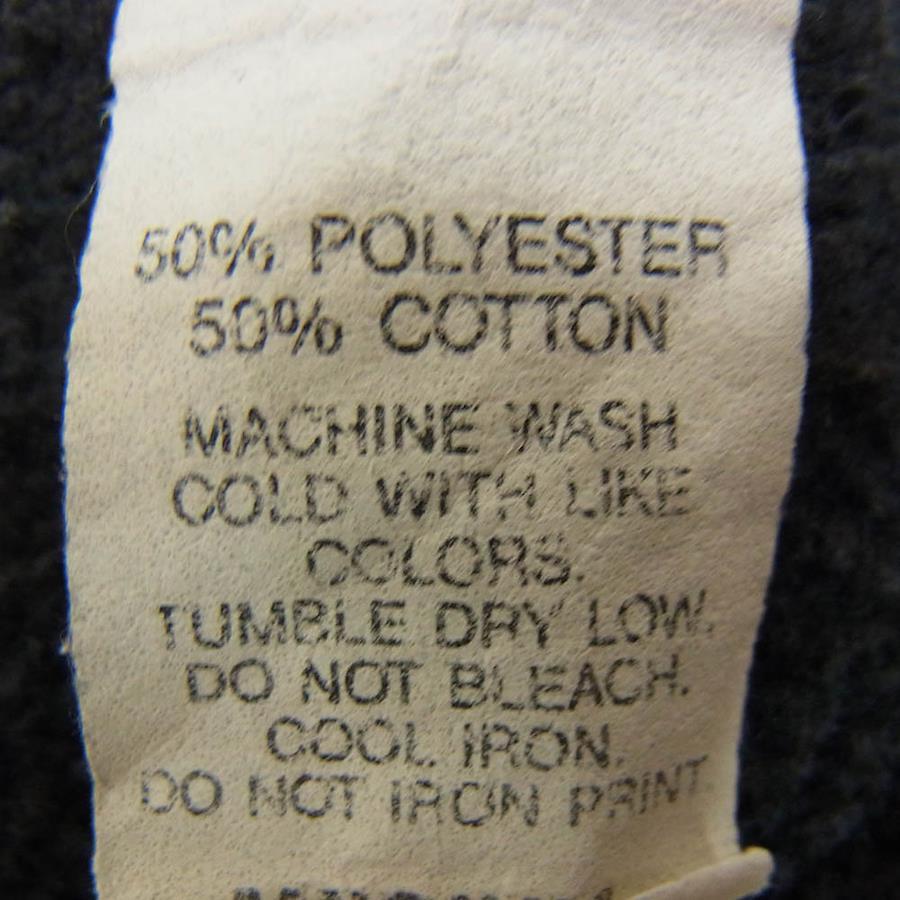 50% POLYESTER
50% COTTON
MACHINE WASH
COLD WITH LIKE
COLORS.
TUMBLE DRY LOW.
DO NOT BLEACH.
COOL IRON.
DO NOT IRON PRINT.